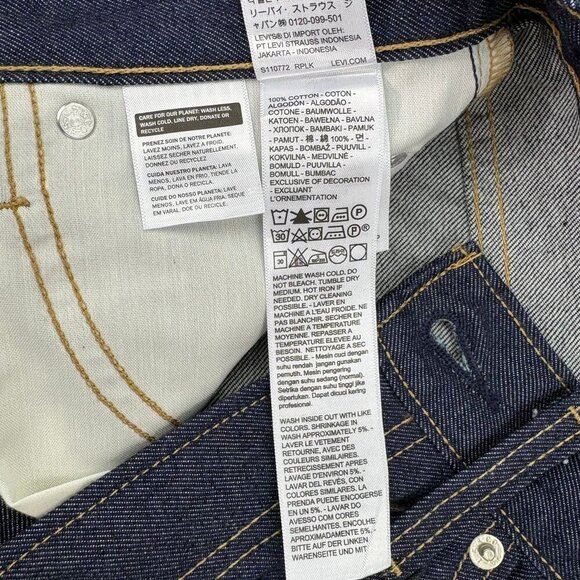 リーバイ・ストラウス ジ
ャパン㈱ 0120-099-501
LEVI'S® DI IMPOR OLEH:
PT LEVI STRAUSS INDONESIA
JAKARTA - INDONESIA
S110772 RPLK LEVI.COM
CARE FOR OUR PLANET: WASH LESS,
WASH COLD, LINE DRY, DONATE OR
RECYCLE
PRENEZ SOIN DE NOTRE PLANÈTE:
LAVEZ MOINS, LAVEZ A FROID,
LAISSEZ SÉCHER NATURELLEMENT,
DONNEZ OU RECYCLEZ.
CUIDA NUESTRO PLANETA: LAVA
MENOS, LAVA EN FRIO, TIENDE LA
ROPA, DONA O RECICLA.
CUIDE DO NOSSO PLANETA: LAVE
MENOS, LAVE EM ÁGUA FRIA, SEQUE
EM VARAL, DOE OU RECICLE.
100% COTTON - COTON -
ALGODÓN - ALGODÃO -
COTONE - BAUMWOLLE -
KATOEN - BAWEŁNA - BAVLNA
- ХЛОПОК - ΒΑΜΒΑΚΙ - PAMUK
- PAMUT - 棉 - 綿 100% - 면 -
KAPAS - BOMBAŽ - PUUVILL -
KOKVILNA - MEDVILNĖ -
BOMULD - PUUVILLA -
BOMULL - BUMBAC
EXCLUSIVE OF DECORATION
- EXCLUANT
L'ORNEMENTATION
MACHINE WASH COLD. DO
NOT BLEACH. TUMBLE DRY
MEDIUM. HOT IRON IF
NEEDED. DRY CLEANING
POSSIBLE. - LAVER EN
MACHINE A L'EAU FROIDE. NE
PAS BLANCHIR. SECHER EN
MACHINE A TEMPERATURE
MOYENNE. REPASSER A
TEMPERATURE ELEVEE AU
BESOIN. NETTOYAGE A SEC
POSSIBLE. - Mesin cuci dengan
suhu rendah jangan gunakan
pemutih. Mesin pengering
dengan suhu sedang (normal).
Setrika dengan suhu tinggi jika
diperlukan. Dapat dicuci kering
profesional.
WASH INSIDE OUT WITH LIKE
COLORS. SHRINKAGE IN
WASH APPROXIMATELY 5%. -
LAVER LE VETEMENT
RETOURNE, AVEC DES
COULEURS SIMILAIRES.
RETRECISSEMENT APRES
LAVAGE D'ENVIRON 5%. -
LAVAR DEL REVÉS, CON
COLORES SIMILARES. LA
PRENDA PUEDE ENCOGERSE
EN UN 5%. - LAVAR DO
AVESSO COM CORES
SEMELHANTES. ENCOLHE
APROXIMADAMENTE 5%. -
LAVARE A ROVESCIO E
SEPARATAMENTE CON